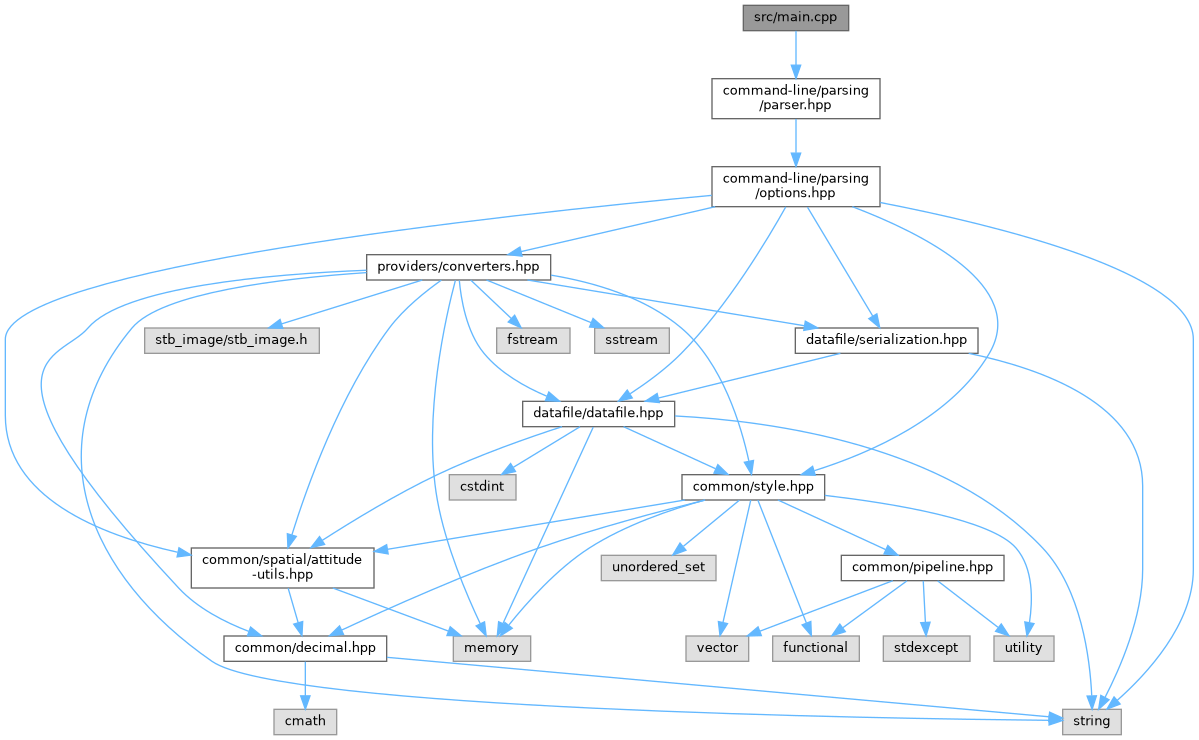 src/main.cpp
command-line/parsing
/parser.hpp
command-line/parsing
/options.hpp
providers/converters.hpp
stb_image/stb_image.h
fstream
sstream
datafile/serialization.hpp
datafile/datafile.hpp
cstdint
common/style.hpp
common/spatial/attitude
-utils.hpp
unordered_set
common/pipeline.hpp
common/decimal.hpp
memory
vector
functional
stdexcept
utility
cmath
string